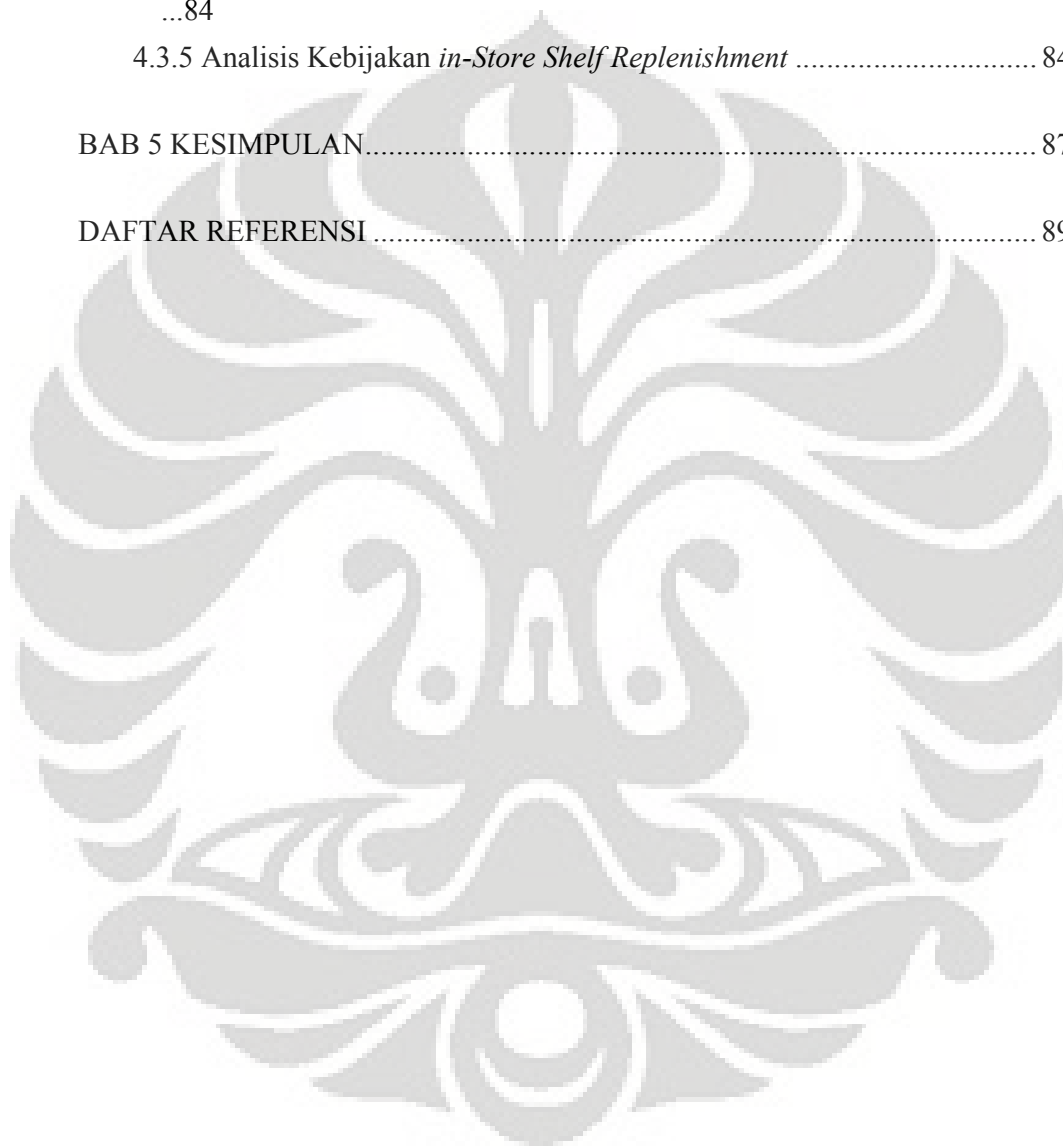 ...84
4.3.5 Analisis Kebijakan in-Store Shelf Replenishment ............................ 84
BAB 5 KESIMPULAN....................................................................................... 87
DAFTAR REFERENSI ...................................................................................... 89